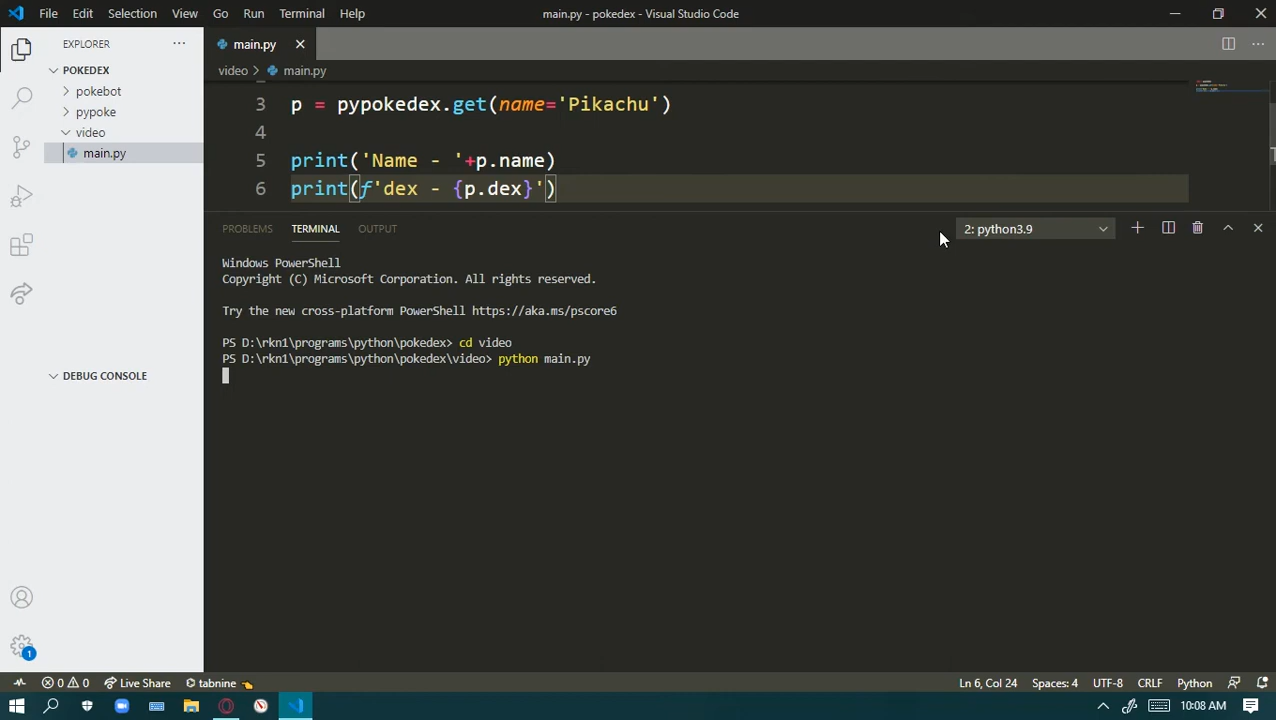 File Edit Selection View Go Run Terminal Help
main.py - pokedex - Visual Studio Code
EXPLORER
main.py
POKEDEX
video > main.py
pokebot
pypoke
video
main.py
3 p = pypokedex.get(name='Pikachu')
4
5 print('Name - '+p.name)
6 print(f'dex - {p.dex}')
PROBLEMS TERMINAL OUTPUT
2: python3.9
Windows PowerShell
Copyright (C) Microsoft Corporation. All rights reserved.
Try the new cross-platform PowerShell https://aka.ms/pscore6
PS D:\rkn1\programs\python\pokedex> cd video
PS D:\rkn1\programs\python\pokedex\video> python main.py
DEBUG CONSOLE
1
0 0 Live Share tabnine
Ln 6, Col 24 Spaces: 4 UTF-8 CRLF Python
10:08 AM